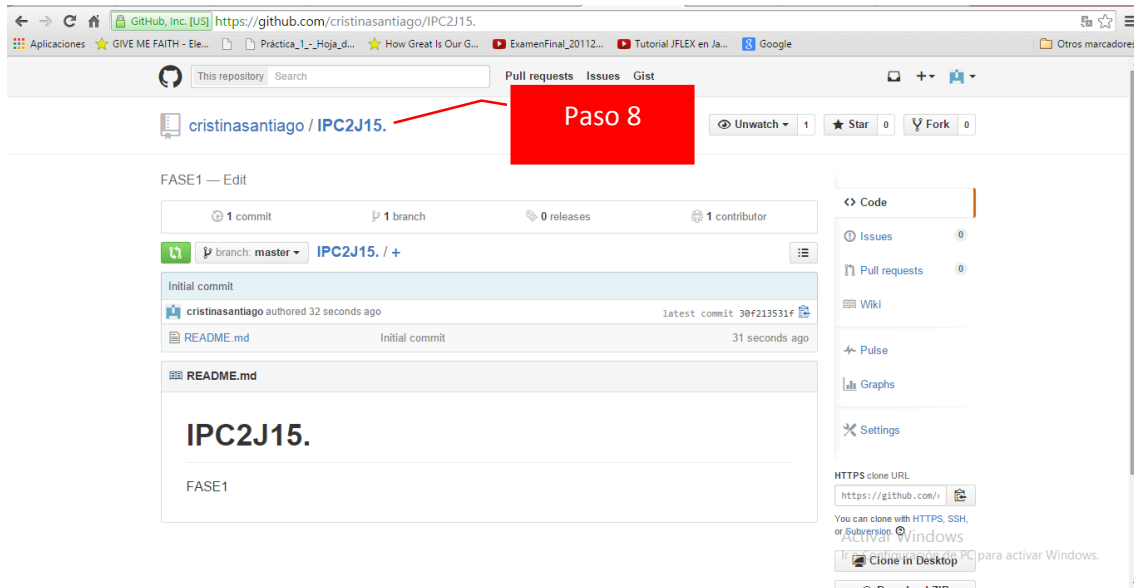 GitHub, Inc. [US] https://github.com/cristinasantiago/IPC2J15.
Aplicaciones GIVE ME FAITH - Ele... Práctica_1_-_Hoja_d... How Great Is Our G... ExamenFinal_20112... Tutorial JFLEX en Ja... Google Otros marcadores
This repository Search Pull requests Issues Gist
Paso 8
cristinasantiago / IPC2J15. Unwatch 1 Star 0 Fork 0
FASE1 — Edit
1 commit 1 branch 0 releases 1 contributor
branch: master IPC2J15. / +
Initial commit
cristinasantiago authored 32 seconds ago latest commit 30f213531f
README.md Initial commit 31 seconds ago
README.md
IPC2J15.
FASE1
Code
Issues 0
Pull requests 0
Wiki
Pulse
Graphs
Settings
HTTPS clone URL
https://github.com/
You can clone with HTTPS, SSH,
or Subversion.
Activar Windows
Ir a Configuración de PC para activar Windows.
Clone in Desktop